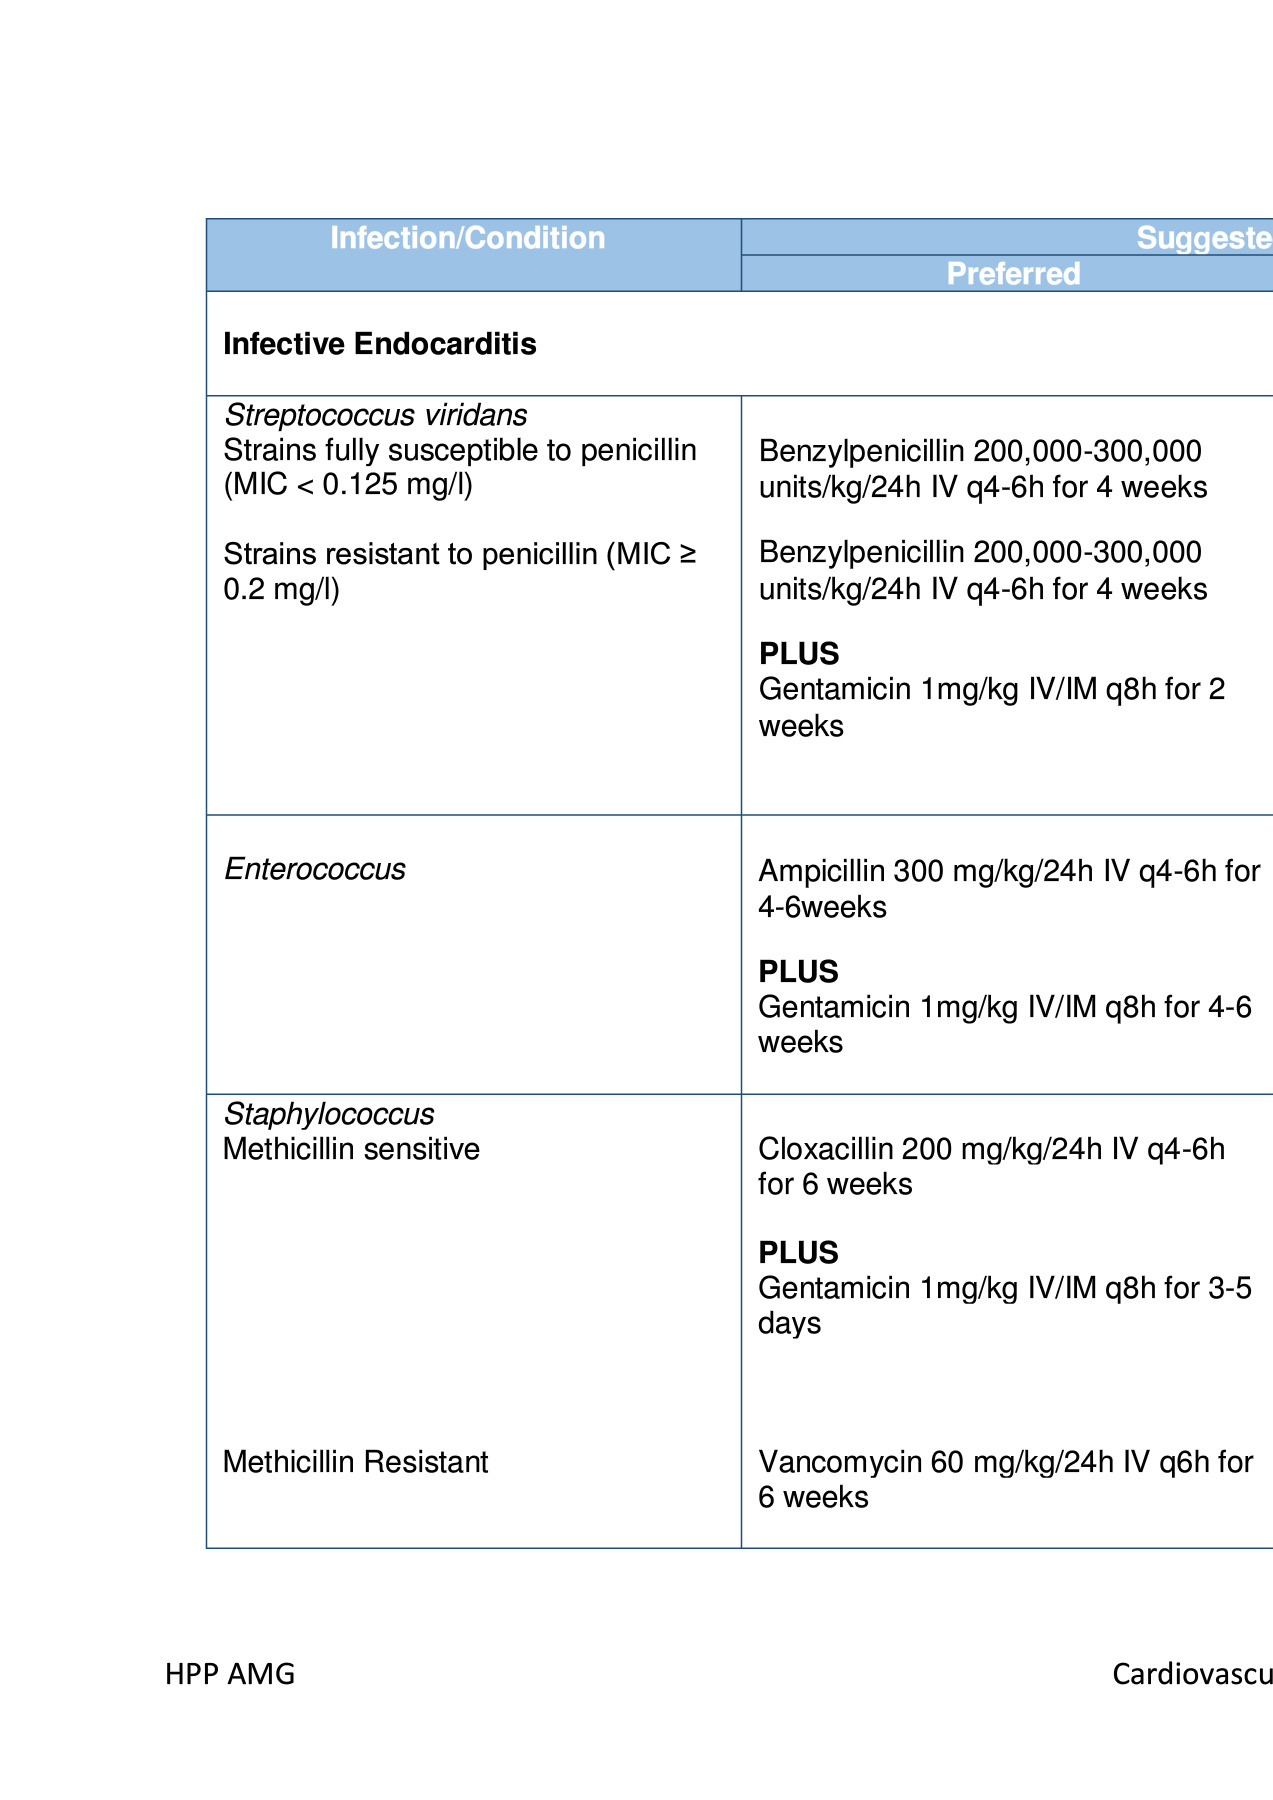 Infection/Condition
Suggeste
Preferred
Infective Endocarditis
Streptococcus viridans
Strains fully susceptible to penicillin
(MIC < 0.125 mg/l)
Strains resistant to penicillin (MIC ≥
0.2 mg/l)
Benzylpenicillin 200,000-300,000
units/kg/24h IV q4-6h for 4 weeks
Benzylpenicillin 200,000-300,000
units/kg/24h IV q4-6h for 4 weeks
PLUS
Gentamicin 1mg/kg IV/IM q8h for 2
weeks
Enterococcus
Ampicillin 300 mg/kg/24h IV q4-6h for
4-6weeks
PLUS
Gentamicin 1mg/kg IV/IM q8h for 4-6
weeks
Staphylococcus
Methicillin sensitive
Cloxacillin 200 mg/kg/24h IV q4-6h
for 6 weeks
PLUS
Gentamicin 1mg/kg IV/IM q8h for 3-5
days
Methicillin Resistant
Vancomycin 60 mg/kg/24h IV q6h for
6 weeks
HPP AMG
Cardiovascu